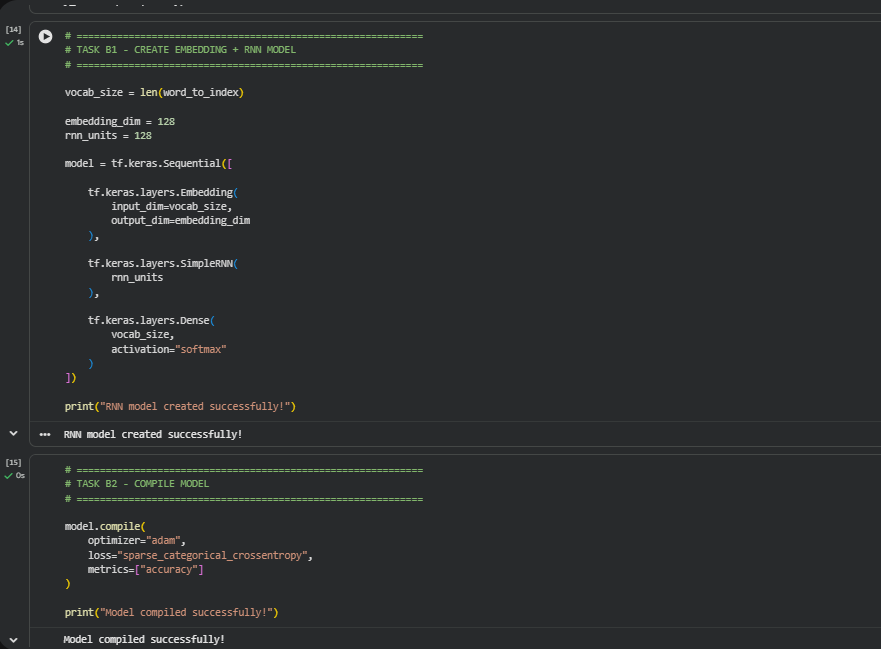 [14]
1s
# ============================================================
# TASK B1 - CREATE EMBEDDING + RNN MODEL
# ============================================================
vocab_size = len(word_to_index)
embedding_dim = 128
rnn_units = 128
model = tf.keras.Sequential([
    tf.keras.layers.Embedding(
        input_dim=vocab_size,
        output_dim=embedding_dim
    ),
    tf.keras.layers.SimpleRNN(
        rnn_units
    ),
    tf.keras.layers.Dense(
        vocab_size,
        activation="softmax"
    )
])
print("RNN model created successfully!")
RNN model created successfully!
[15]
0s
# ============================================================
# TASK B2 - COMPILE MODEL
# ============================================================
model.compile(
    optimizer="adam",
    loss="sparse_categorical_crossentropy",
    metrics=["accuracy"]
)
print("Model compiled successfully!")
Model compiled successfully!